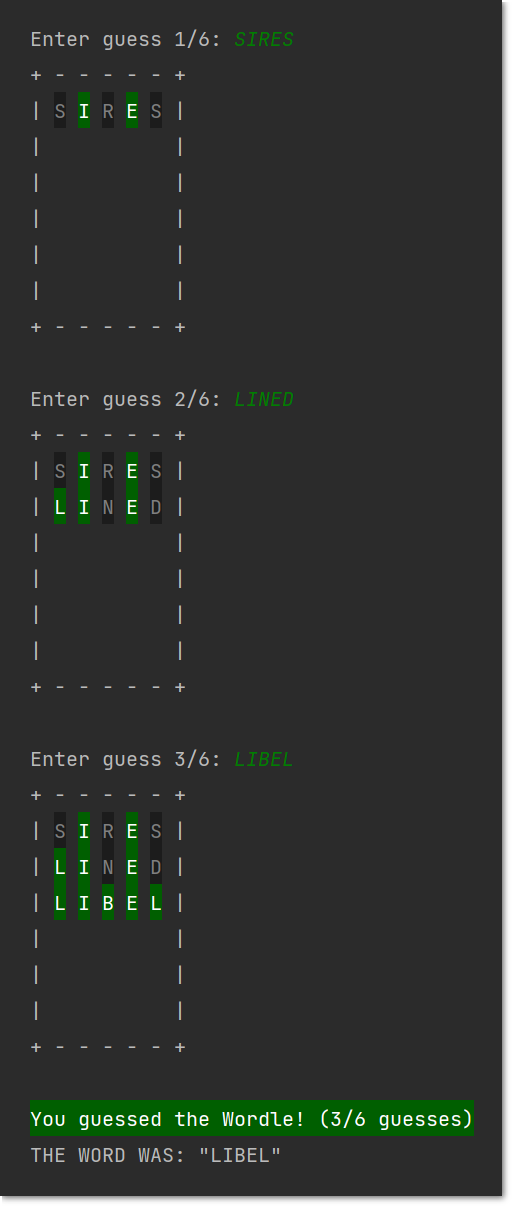 Enter guess 1/6: SIRES
+ - - - - - +
| S I R E S |
|           |
|           |
|           |
|           |
|           |
+ - - - - - +
Enter guess 2/6: LINED
+ - - - - - +
| S I R E S |
| L I N E D |
|           |
|           |
|           |
|           |
+ - - - - - +
Enter guess 3/6: LIBEL
+ - - - - - +
| S I R E S |
| L I N E D |
| L I B E L |
|           |
|           |
|           |
+ - - - - - +
You guessed the Wordle! (3/6 guesses)
THE WORD WAS: "LIBEL"